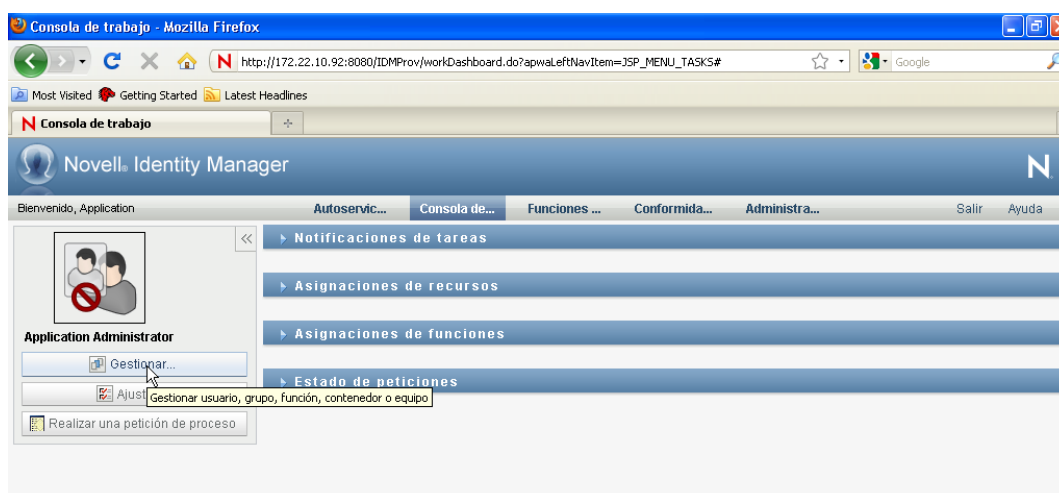 Consola de trabajo - Mozilla Firefox
N http://172.22.10.92:8080/IDMProv/workDashboard.do?apwaLeftNavItem=JSP_MENU_TASKS# Google
Most Visited Getting Started Latest Headlines
N Consola de trabajo
Novell® Identity Manager N
Bienvenido, Application Autoservic... Consola de... Funciones ... Conformida... Administra... Salir Ayuda
Notificaciones de tareas
Asignaciones de recursos
Asignaciones de funciones
Application Administrator
Gestionar...
Estado de peticiones
Ajust
Gestionar usuario, grupo, función, contenedor o equipo
Realizar una petición de proceso